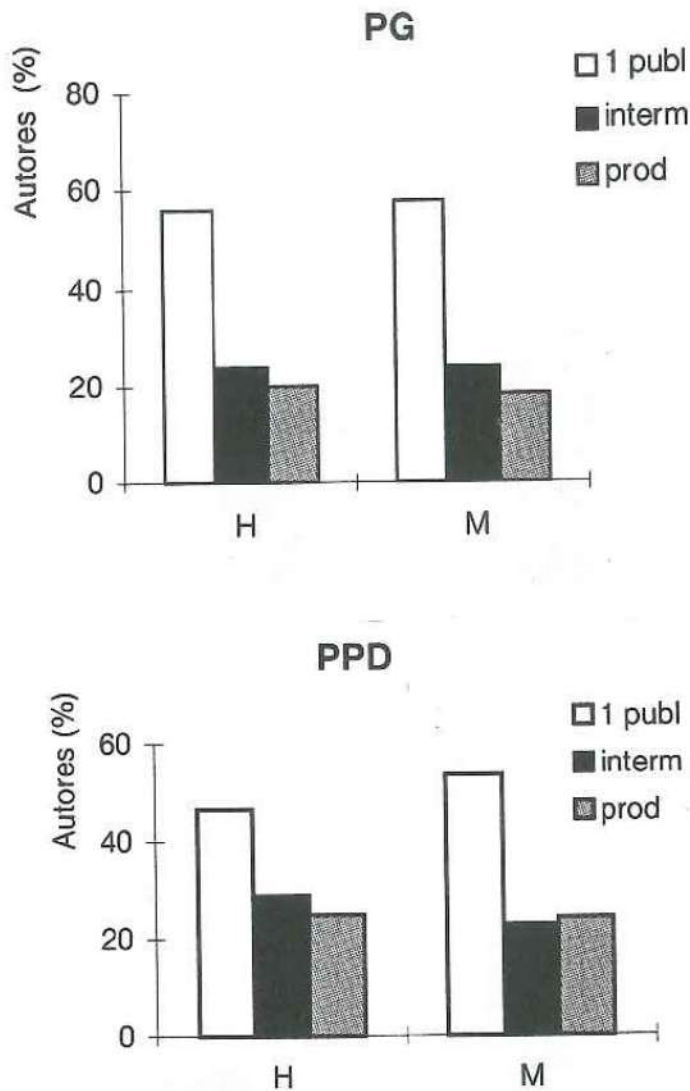 PG
1 publ
interm
prod
Autores (%)
80
60
40
20
0
H
M
PPD
1 publ
interm
prod
Autores (%)
60
40
20
0
H
M